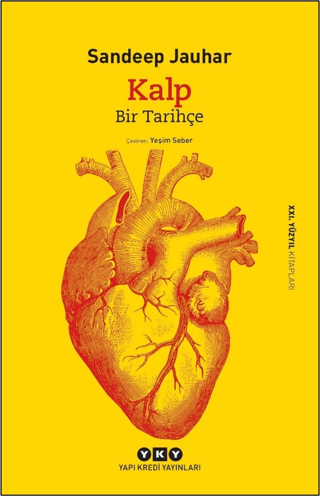 Sandeep Jauhar
Kalp
Bir Tarihçe
Çeviren: Yeşim Seber
XXI. YÜZYIL KİTAPLARI
YKY
YAPI KREDİ YAYINLARI